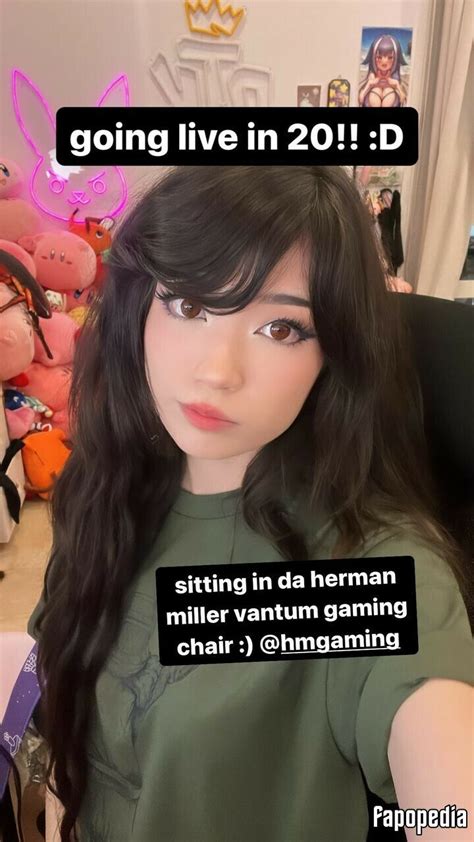 going live in 20!! :D
sitting in da herman
miller vantum gaming
chair :) @hmgaming
fapopedia